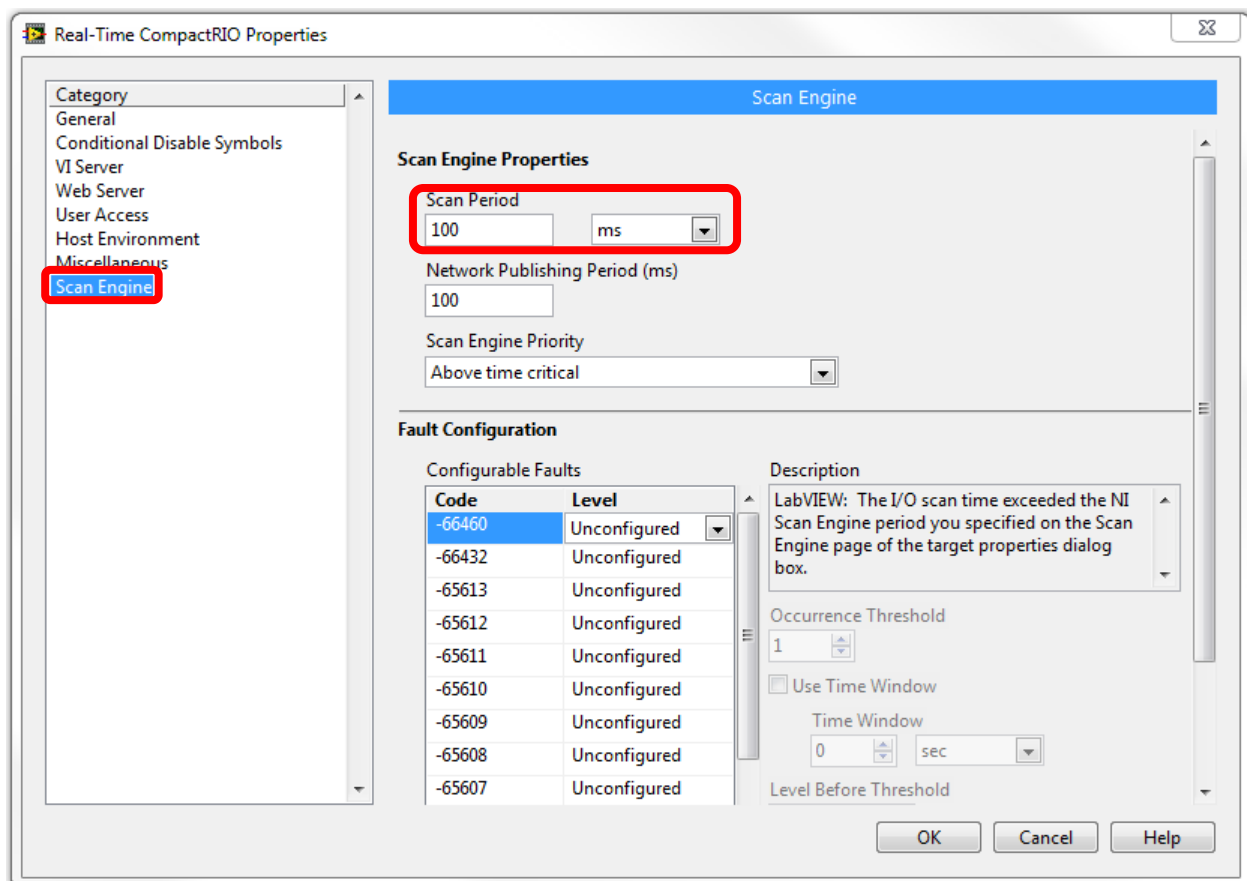 Real-Time CompactRIO Properties
Category
General
Conditional Disable Symbols
VI Server
Web Server
User Access
Host Environment
Miscellaneous
Scan Engine
Scan Engine
Scan Engine Properties
Scan Period
100 ms
Network Publishing Period (ms)
100
Scan Engine Priority
Above time critical
Fault Configuration
Configurable Faults
Code Level
-66460 Unconfigured
-66432 Unconfigured
-65613 Unconfigured
-65612 Unconfigured
-65611 Unconfigured
-65610 Unconfigured
-65609 Unconfigured
-65608 Unconfigured
-65607 Unconfigured
Description
LabVIEW: The I/O scan time exceeded the NI
Scan Engine period you specified on the Scan
Engine page of the target properties dialog
box.
Occurrence Threshold
1
Use Time Window
Time Window
0 sec
Level Before Threshold
OK Cancel Help